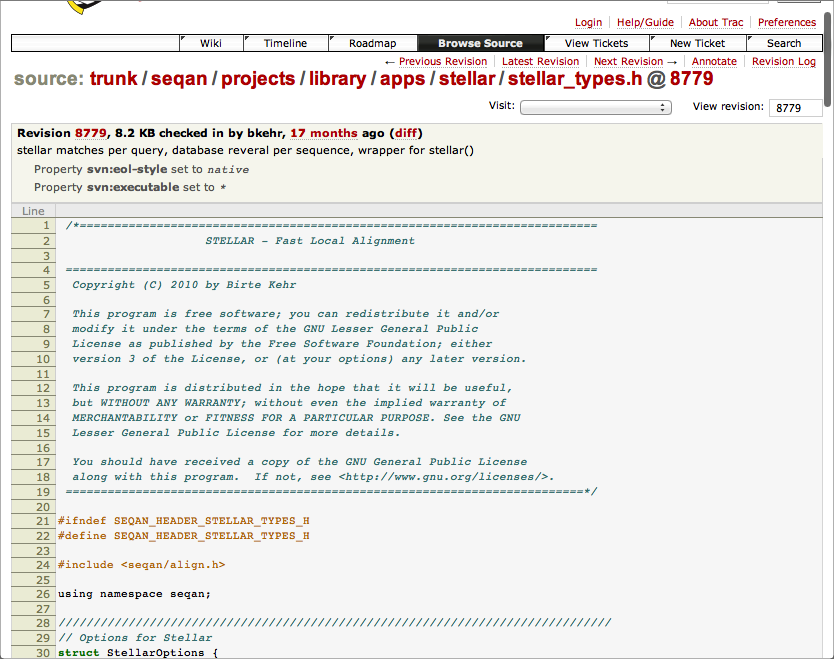 Login Help/Guide About Trac Preferences
Wiki Timeline Roadmap Browse Source View Tickets New Ticket Search
← Previous Revision Latest Revision Next Revision → Annotate Revision Log
source: trunk / seqan / projects / library / apps / stellar / stellar_types.h @ 8779
Visit: View revision: 8779
Revision 8779, 8.2 KB checked in by bkehr, 17 months ago (diff)
stellar matches per query, database reveral per sequence, wrapper for stellar()
Property svn:eol-style set to native
Property svn:executable set to *
Line
1 /*==========================================================================
2 STELLAR - Fast Local Alignment
3
4 ============================================================================
5 Copyright (C) 2010 by Birte Kehr
6
7 This program is free software; you can redistribute it and/or
8 modify it under the terms of the GNU Lesser General Public
9 License as published by the Free Software Foundation; either
10 version 3 of the License, or (at your options) any later version.
11
12 This program is distributed in the hope that it will be useful,
13 but WITHOUT ANY WARRANTY; without even the implied warranty of
14 MERCHANTABILITY or FITNESS FOR A PARTICULAR PURPOSE. See the GNU
15 Lesser General Public License for more details.
16
17 You should have received a copy of the GNU General Public License
18 along with this program. If not, see <http://www.gnu.org/licenses/>.
19 ==========================================================================*/
20
21 #ifndef SEQAN_HEADER_STELLAR_TYPES_H
22 #define SEQAN_HEADER_STELLAR_TYPES_H
23
24 #include <seqan/align.h>
25
26 using namespace seqan;
27
28 ///////////////////////////////////////////////////////////////////////////////
29 // Options for Stellar
30 struct StellarOptions {